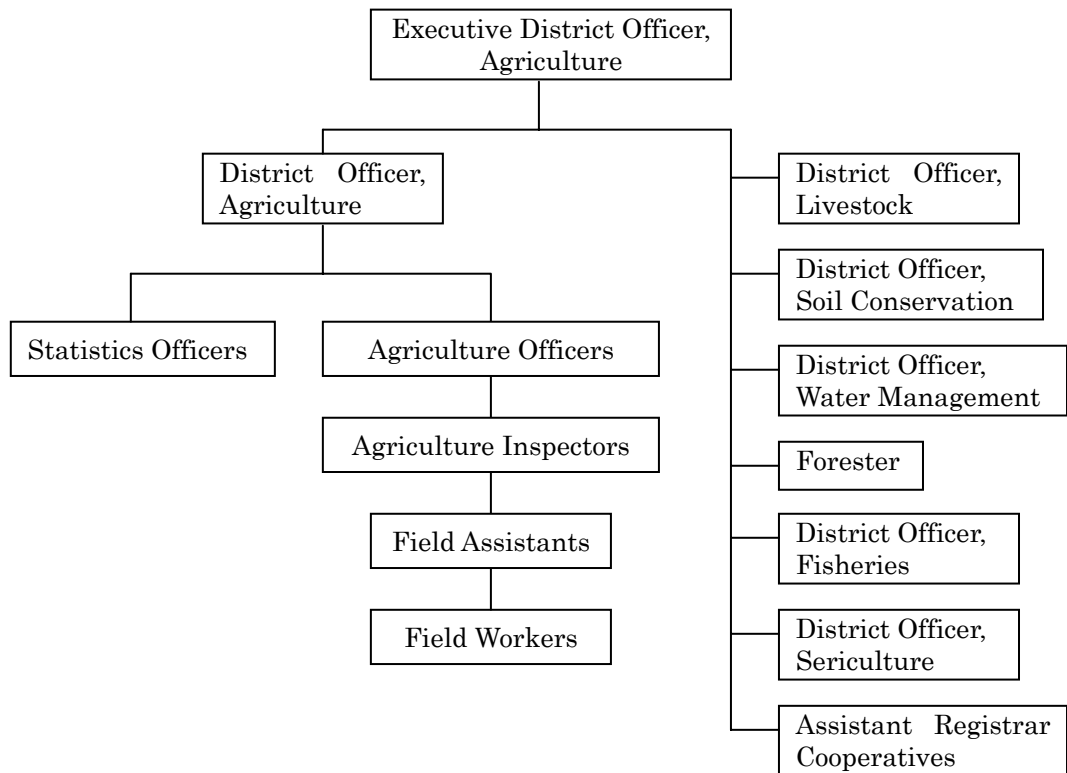 Executive District Officer,
Agriculture
District Officer,
Agriculture
Statistics Officers
Agriculture Officers
Agriculture Inspectors
Field Assistants
Field Workers
District Officer,
Livestock
District Officer,
Soil Conservation
District Officer,
Water Management
Forester
District Officer,
Fisheries
District Officer,
Sericulture
Assistant Registrar
Cooperatives